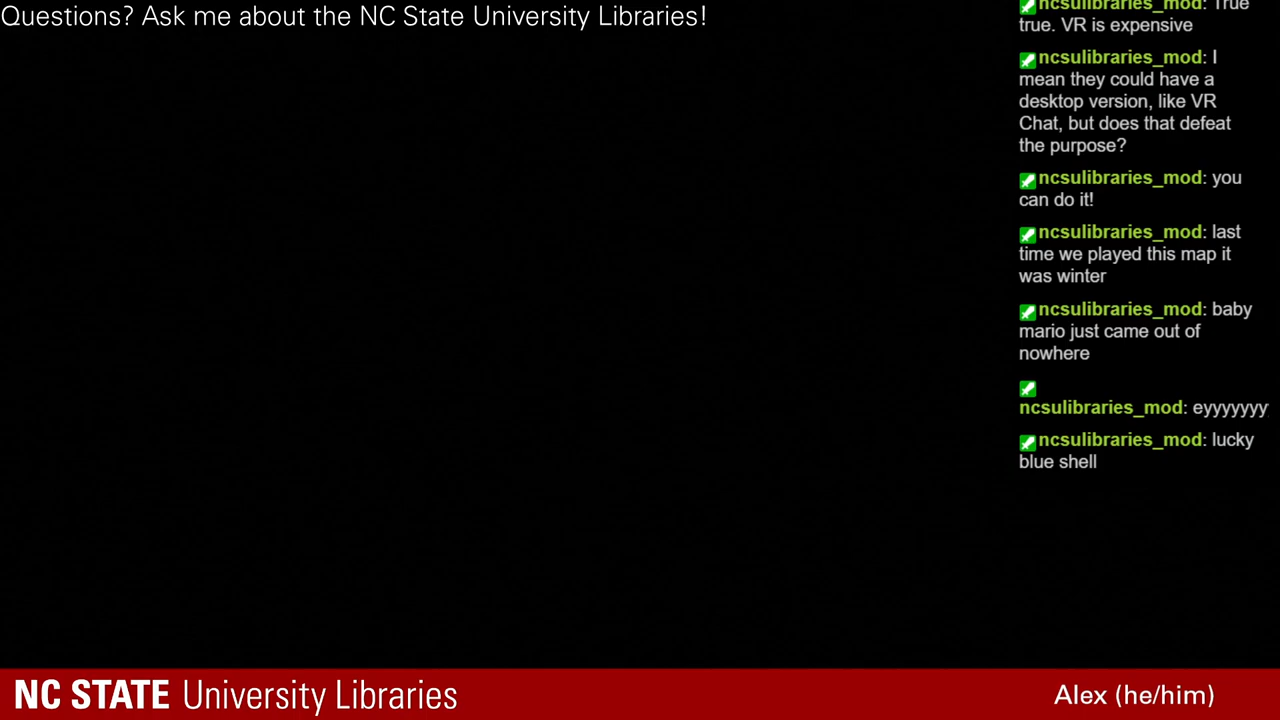 Questions? Ask me about the NC State University Libraries!
ncsulibraries_mod: True
true. VR is expensive
ncsulibraries_mod: I
mean they could have a
desktop version, like VR
Chat, but does that defeat
the purpose?
ncsulibraries_mod: you
can do it!
ncsulibraries_mod: last
time we played this map it
was winter
ncsulibraries_mod: baby
mario just came out of
nowhere
ncsulibraries_mod: eyyyyyyy
ncsulibraries_mod: lucky
blue shell
NC STATE University Libraries
Alex (he/him)